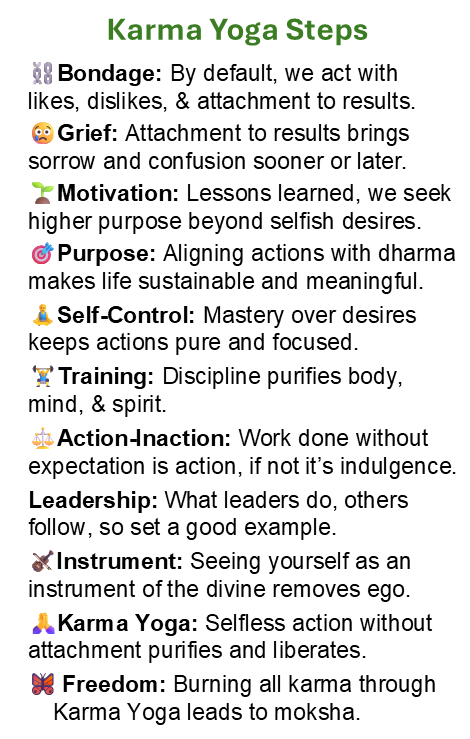 Karma Yoga Steps
⛓️Bondage: By default, we act with
likes, dislikes, & attachment to results.
😢Grief: Attachment to results brings
sorrow and confusion sooner or later.
🌱Motivation: Lessons learned, we seek
higher purpose beyond selfish desires.
🎯Purpose: Aligning actions with dharma
makes life sustainable and meaningful.
🧘Self-Control: Mastery over desires
keeps actions pure and focused.
🏋️Training: Discipline purifies body,
mind, & spirit.
⚖️Action-Inaction: Work done without
expectation is action, if not it’s indulgence.
Leadership: What leaders do, others
follow, so set a good example.
🪕Instrument: Seeing yourself as an
instrument of the divine removes ego.
🙏Karma Yoga: Selfless action without
attachment purifies and liberates.
🦋 Freedom: Burning all karma through
Karma Yoga leads to moksha.